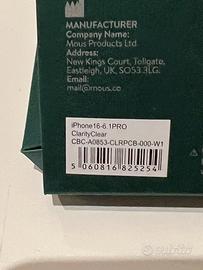 MANUFACTURER
Company Name:
Mous Products Ltd
Address:
New Kings Court, Tollgate,
Eastleigh, UK, SO53.3LG.
Email:
mail@mous.co
iPhone16-6.1PRO
ClarityClear
CBC-A0853-CLRPCB-000-W1
5 060816 825254
subito